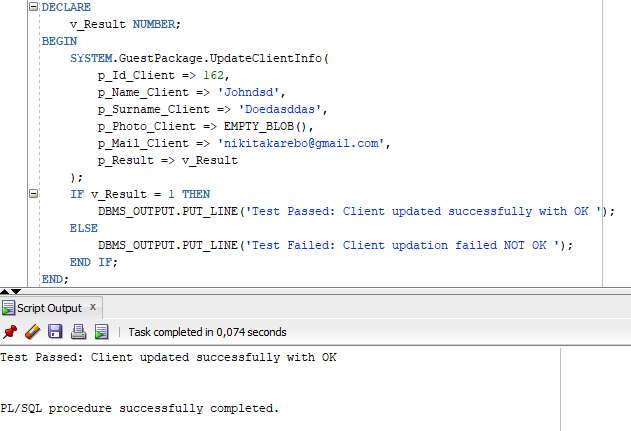 DECLARE
v_Result NUMBER;
BEGIN
SYSTEM.GuestPackage.UpdateClientInfo(
p_Id_Client => 162,
p_Name_Client => 'Johndsd',
p_Surname_Client => 'Doedasddas',
p_Photo_Client => EMPTY_BLOB(),
p_Mail_Client => 'nikitakarebo@gmail.com',
p_Result => v_Result
);
IF v_Result = 1 THEN
DBMS_OUTPUT.PUT_LINE('Test Passed: Client updated successfully with OK ');
ELSE
DBMS_OUTPUT.PUT_LINE('Test Failed: Client updation failed NOT OK ');
END IF;
END;
Script Output x
Task completed in 0,074 seconds
Test Passed: Client updated successfully with OK
PL/SQL procedure successfully completed.